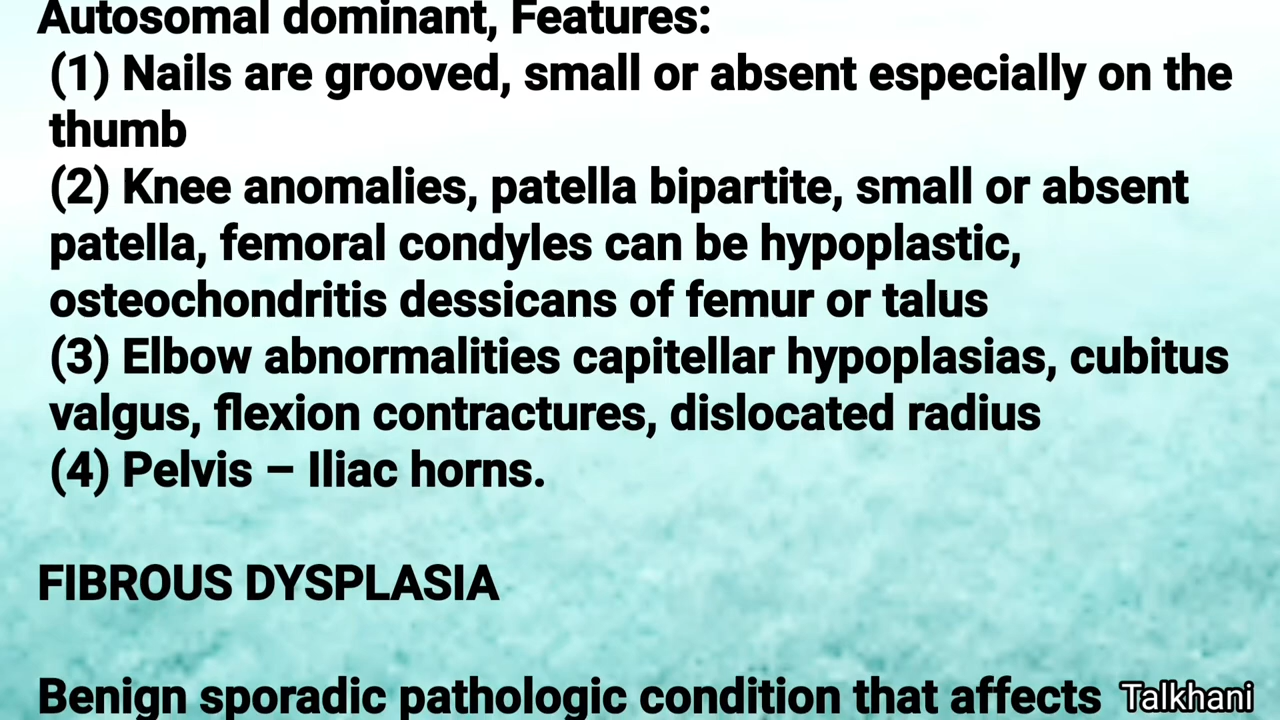 Autosomal dominant, Features:
(1) Nails are grooved, small or absent especially on the
thumb
(2) Knee anomalies, patella bipartite, small or absent
patella, femoral condyles can be hypoplastic,
osteochondritis dessicans of femur or talus
(3) Elbow abnormalities capitellar hypoplasias, cubitus
valgus, flexion contractures, dislocated radius
(4) Pelvis – Iliac horns.
FIBROUS DYSPLASIA
Benign sporadic pathologic condition that affects
Talkhani